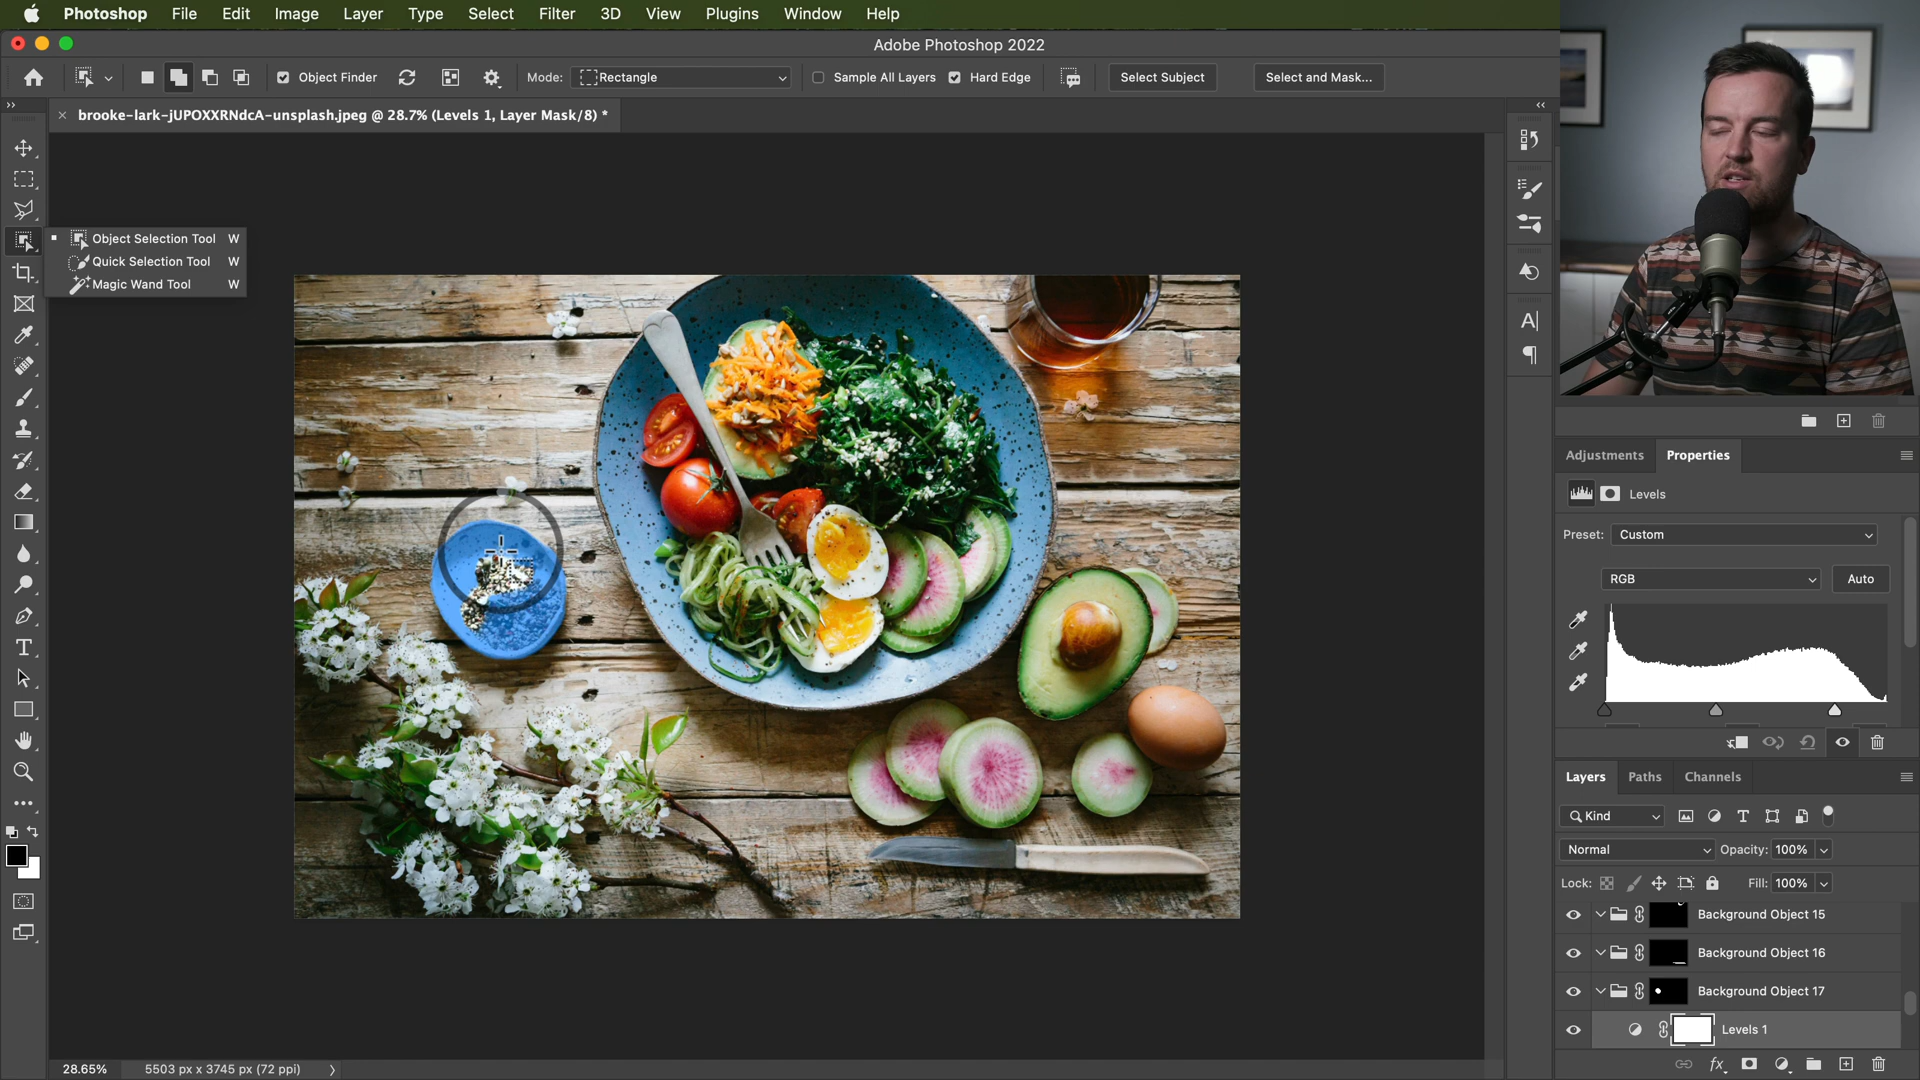 Photoshop File Edit Image Layer Type Select Filter 3D View Plugins Window Help
Adobe Photoshop 2022
Object Finder Mode: Rectangle Sample All Layers Hard Edge Select Subject Select and Mask...
brooke-lark-jUPOXXRNdcA-unsplash.jpeg @ 28.7% (Levels 1, Layer Mask/8) *
Object Selection Tool W
Quick Selection Tool W
Magic Wand Tool W
Adjustments Properties
Levels
Preset: Custom
RGB Auto
Layers Paths Channels
Kind
Normal Opacity: 100%
Lock: Fill: 100%
Background Object 15
Background Object 16
Background Object 17
Levels 1
28.65% 5503 px x 3745 px (72 ppi)